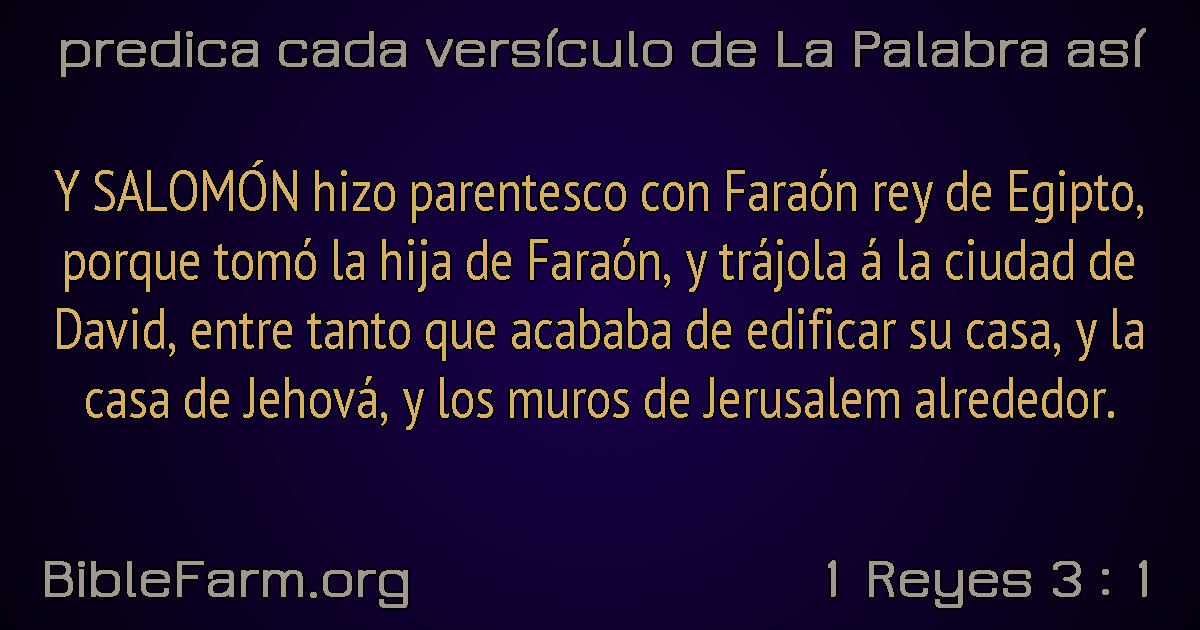 predica cada versículo de La Palabra así
Y SALOMÓN hizo parentesco con Faraón rey de Egipto,
porque tomó la hija de Faraón, y trájola á la ciudad de
David, entre tanto que acababa de edificar su casa, y la
casa de Jehová, y los muros de Jerusalem alrededor.
BibleFarm.org
1 Reyes 3 : 1